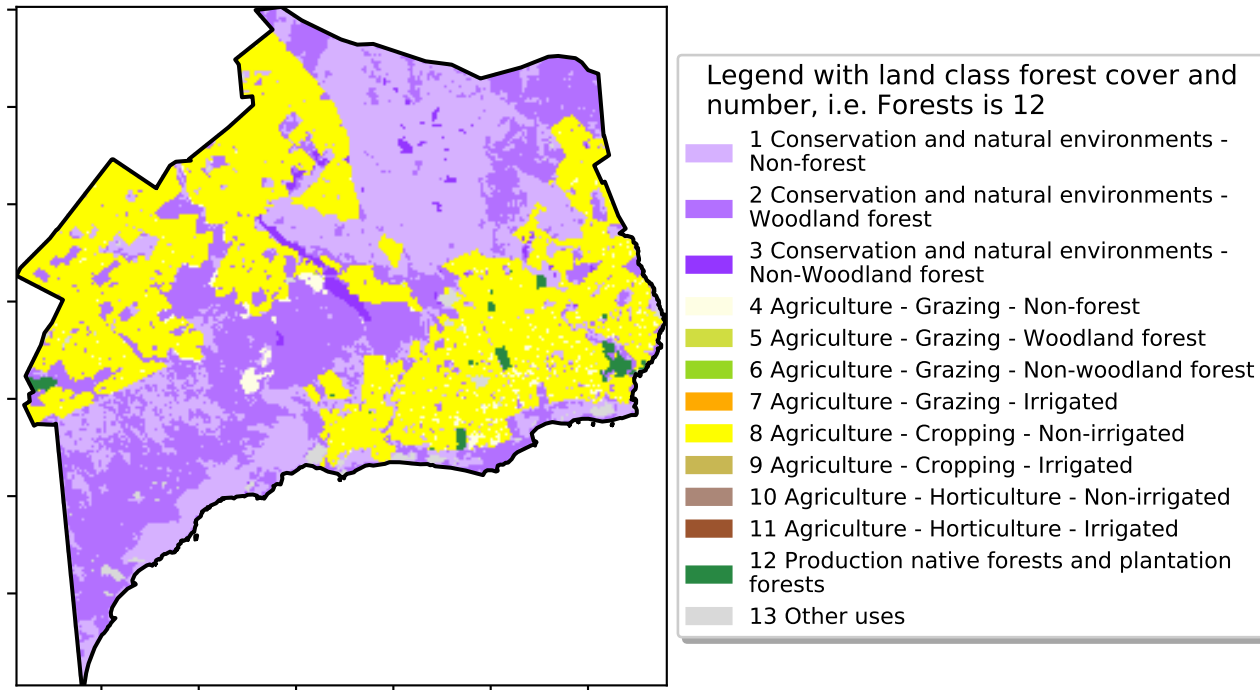 Legend with land class forest cover and
number, i.e. Forests is 12
1 Conservation and natural environments -
Non-forest
2 Conservation and natural environments -
Woodland forest
3 Conservation and natural environments -
Non-Woodland forest
4 Agriculture - Grazing - Non-forest
5 Agriculture - Grazing - Woodland forest
6 Agriculture - Grazing - Non-woodland forest
7 Agriculture - Grazing - Irrigated
8 Agriculture - Cropping - Non-irrigated
9 Agriculture - Cropping - Irrigated
10 Agriculture - Horticulture - Non-irrigated
11 Agriculture - Horticulture - Irrigated
12 Production native forests and plantation
forests
13 Other uses